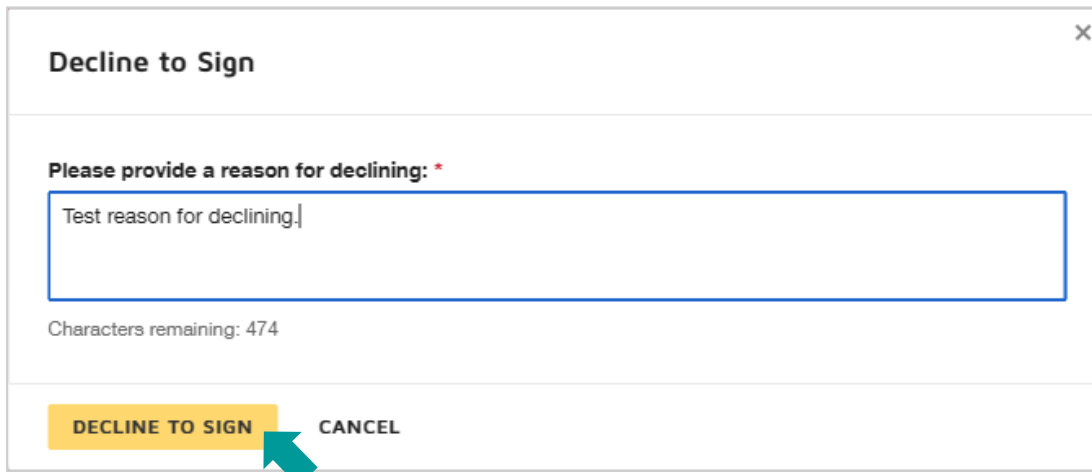 Decline to Sign
Please provide a reason for declining: *
Test reason for declining.
Characters remaining: 474
DECLINE TO SIGN CANCEL